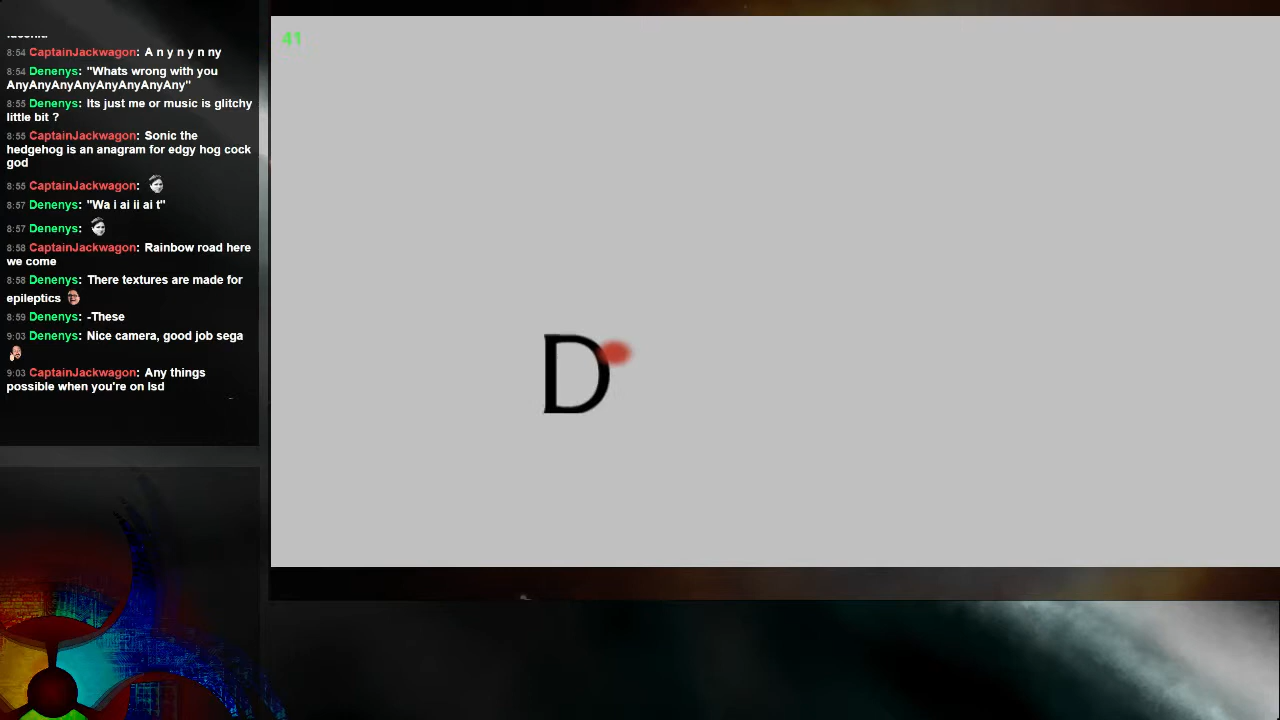 8:54 CaptainJackwagon: A n y n y n ny
8:54 Denenys: "Whats wrong with you
AnyAnyAnyAnyAnyAnyAnyAny"
8:55 Denenys: Its just me or music is glitchy
little bit ?
8:55 CaptainJackwagon: Sonic the
hedgehog is an anagram for edgy hog cock
god
8:55 CaptainJackwagon:
8:57 Denenys: "Wa i ai ii ai t"
8:57 Denenys:
8:58 CaptainJackwagon: Rainbow road here
we come
8:58 Denenys: There textures are made for
epileptics
8:59 Denenys: -These
9:03 Denenys: Nice camera, good job sega
9:03 CaptainJackwagon: Any things
possible when you're on lsd
41
D